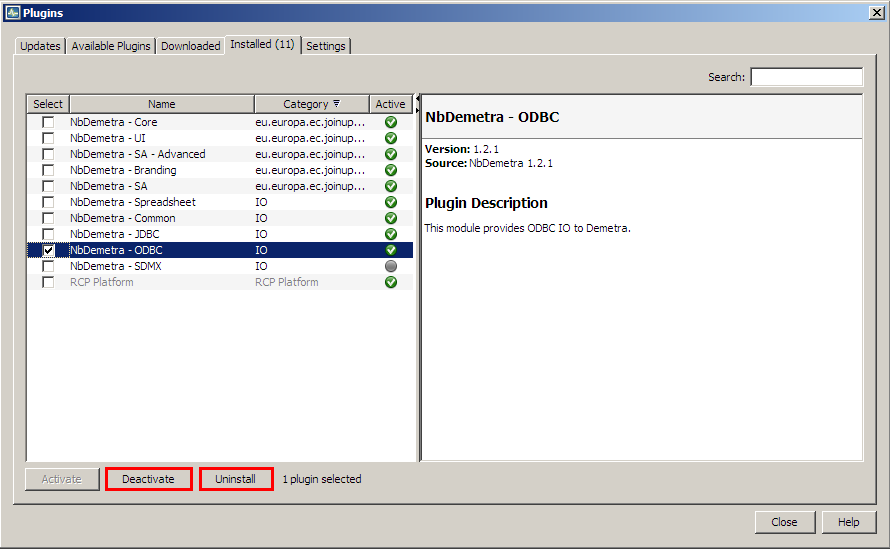 Plugins
Updates Available Plugins Downloaded Installed (11) Settings
Search:
Select Name Category Active
NbDemetra - Core eu.europa.ec.joinup...
NbDemetra - UI eu.europa.ec.joinup...
NbDemetra - SA - Advanced eu.europa.ec.joinup...
NbDemetra - Branding eu.europa.ec.joinup...
NbDemetra - SA eu.europa.ec.joinup...
NbDemetra - Spreadsheet IO
NbDemetra - Common IO
NbDemetra - JDBC IO
NbDemetra - ODBC IO
NbDemetra - SDMX IO
RCP Platform RCP Platform
NbDemetra - ODBC
Version: 1.2.1
Source: NbDemetra 1.2.1
Plugin Description
This module provides ODBC IO to Demetra.
Activate Deactivate Uninstall 1 plugin selected
Close Help